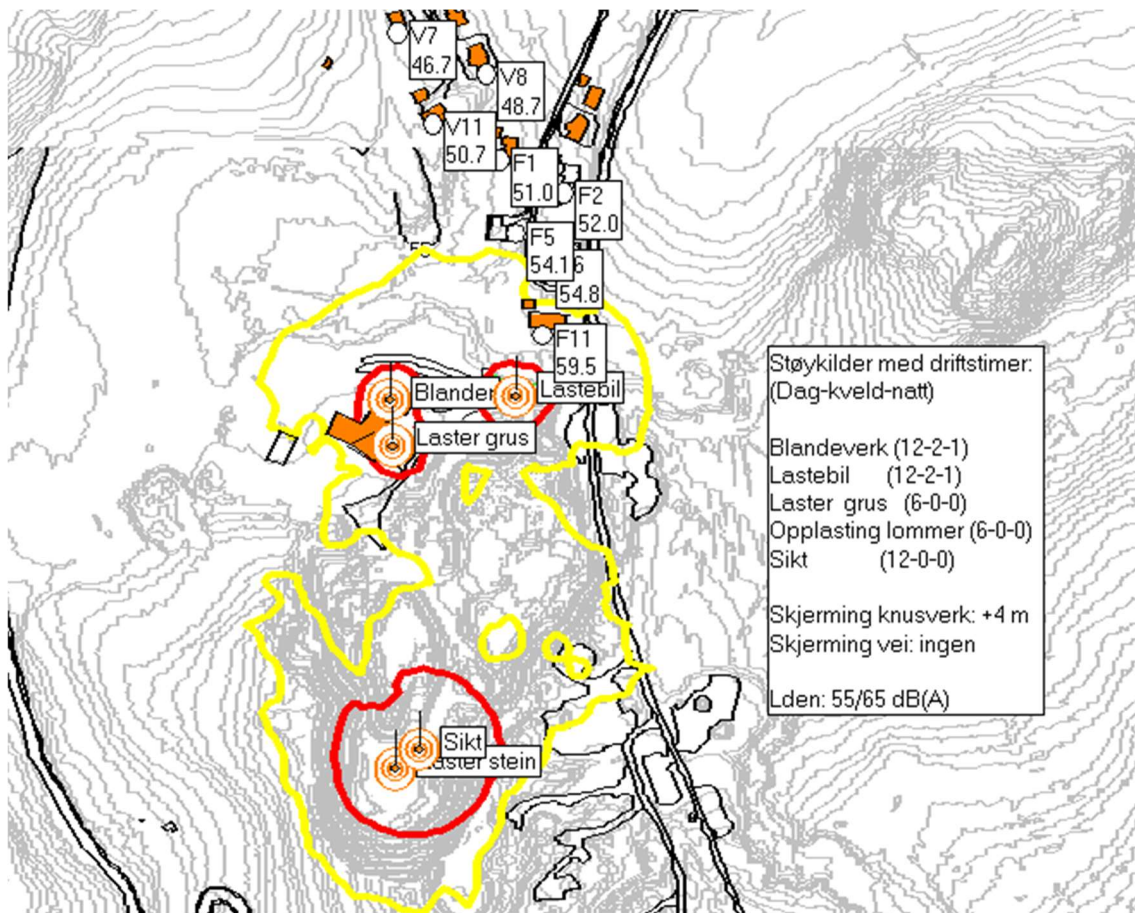 V7
46.7
V8
48.7
V11
50.7
F1
51.0
F2
52.0
F5
54.1
6
54.8
F11
59.5
Blander
Lastebil
Laster grus
Sikt
Laster stein
Støykilder med driftstimer:
(Dag-kveld-natt)
Blandeverk (12-2-1)
Lastebil (12-2-1)
Laster grus (6-0-0)
Opplasting lommer (6-0-0)
Sikt (12-0-0)
Skjerming knusverk: +4 m
Skjerming vei: ingen
Lden: 55/65 dB(A)